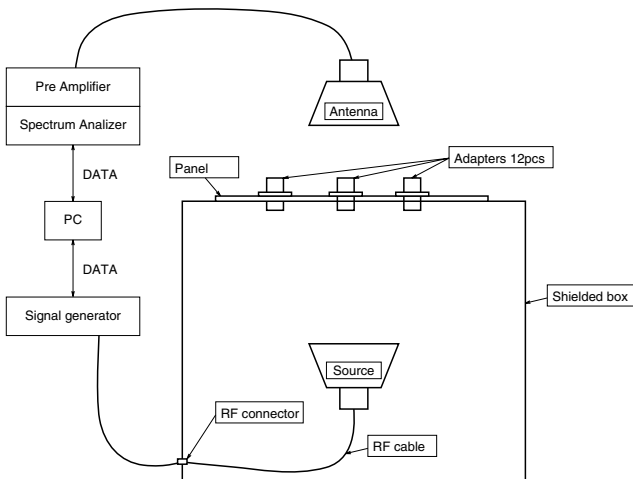 Pre Amplifier
Spectrum Analizer
Antenna
DATA
Panel
Adapters 12pcs
PC
DATA
Signal generator
Shielded box
Source
RF connector
RF cable